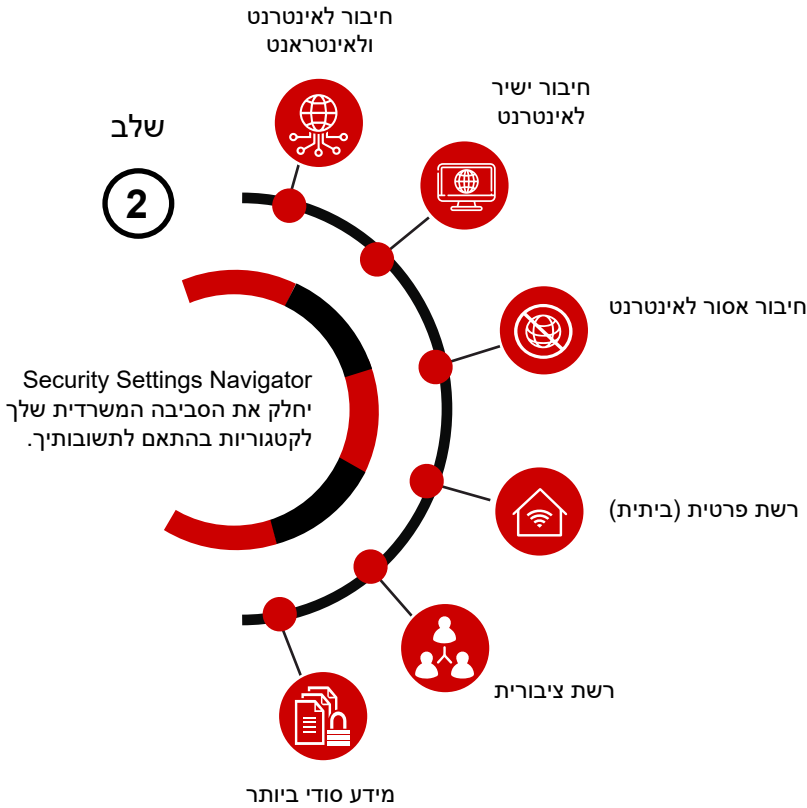 חיבור לאינטרנט
ולאינטראנט
חיבור ישיר
לאינטרנט
שלב
2
חיבור אסור לאינטרנט
Security Settings Navigator
יחלק את הסביבה המשרדית שלך
לקטגוריות בהתאם לתשובותיך.
רשת פרטית (ביתית)
רשת ציבורית
מידע סודי ביותר